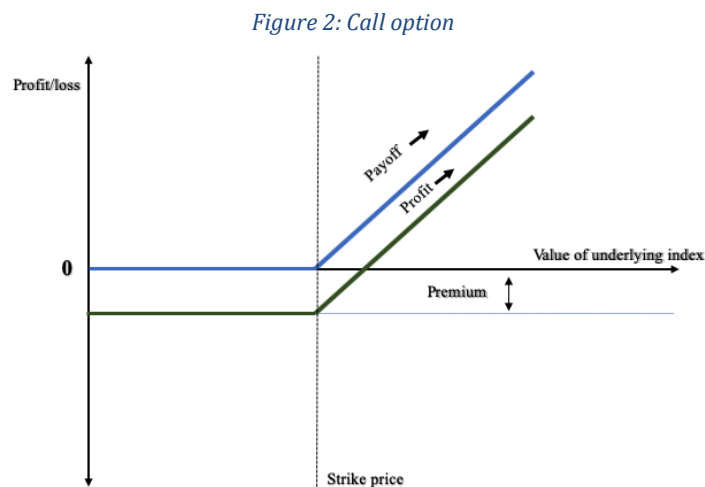 Figure 2: Call option
Profit/loss
Payoff
Profit
0
Value of underlying index
Premium
Strike price